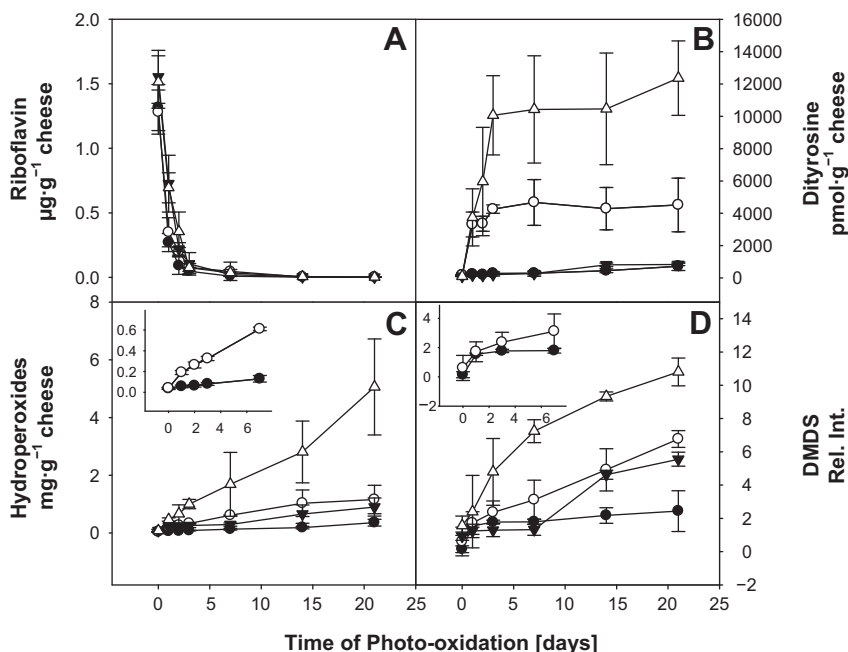 A
B
Riboflavin
µg·g⁻¹ cheese
2.0
1.5
1.0
0.5
0.0
16000
14000
12000
10000
8000
6000
4000
2000
0
Dityrosine
pmol·g⁻¹ cheese
C
D
Hydroperoxides
mg·g⁻¹ cheese
8
6
4
2
0
0.6
0.4
0.2
0.0
0 2 4 6
4
2
0
−2
0 2 4 6 8
14
12
10
8
6
4
2
0
−2
DMDS
Rel. Int.
0 5 10 15 20
0 5 10 15 20 25
Time of Photo-oxidation [days]